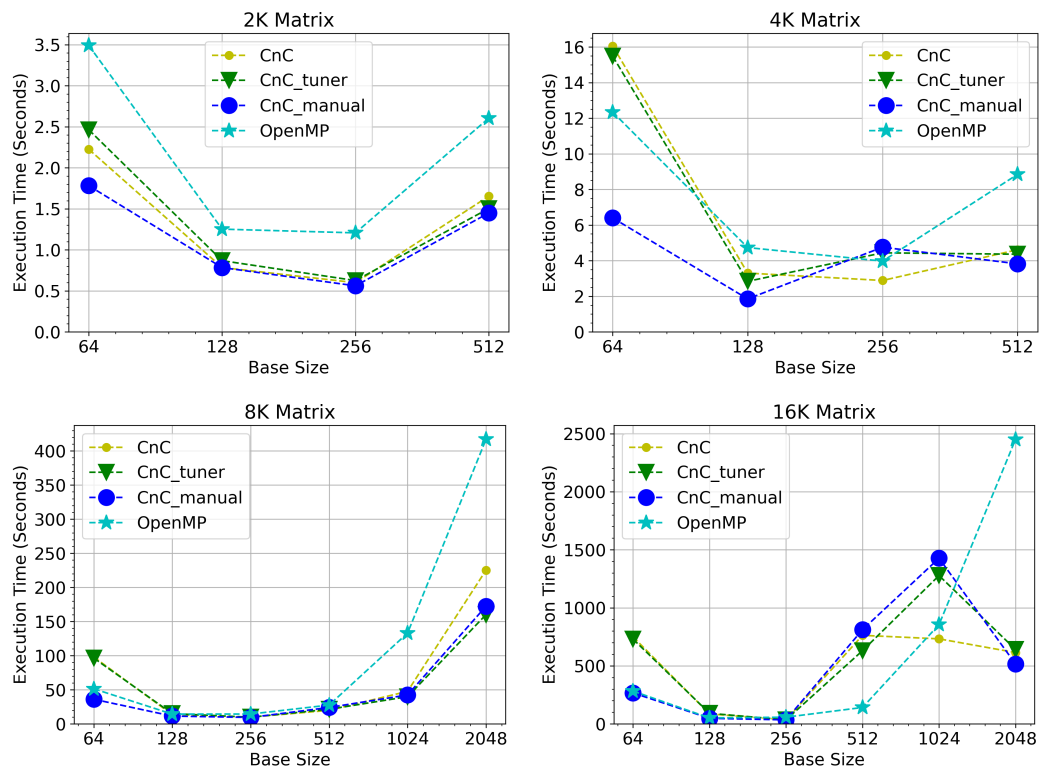 2K Matrix
Execution Time (Seconds)
3.5
3.0
2.5
2.0
1.5
1.0
0.5
0.0
CnC
CnC_tuner
CnC_manual
OpenMP
64 128 256 512
Base Size
4K Matrix
Execution Time (Seconds)
16
14
12
10
8
6
4
2
0
CnC
CnC_tuner
CnC_manual
OpenMP
64 128 256 512
Base Size
8K Matrix
Execution Time (Seconds)
400
350
300
250
200
150
100
50
0
CnC
CnC_tuner
CnC_manual
OpenMP
64 128 256 512 1024 2048
Base Size
16K Matrix
Execution Time (Seconds)
2500
2000
1500
1000
500
0
CnC
CnC_tuner
CnC_manual
OpenMP
64 128 256 512 1024 2048
Base Size